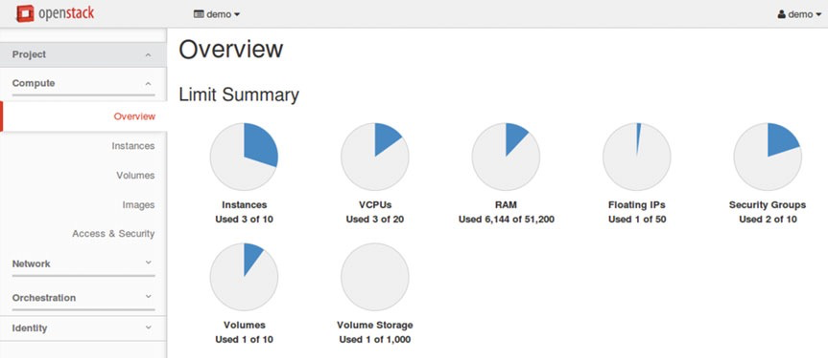 openstack
demo
demo
Project
Compute
Overview
Instances
Volumes
Images
Access & Security
Network
Orchestration
Identity
Overview
Limit Summary
Instances
Used 3 of 10
VCPUs
Used 3 of 20
RAM
Used 6,144 of 51,200
Floating IPs
Used 1 of 50
Security Groups
Used 2 of 10
Volumes
Used 1 of 10
Volume Storage
Used 1 of 1,000